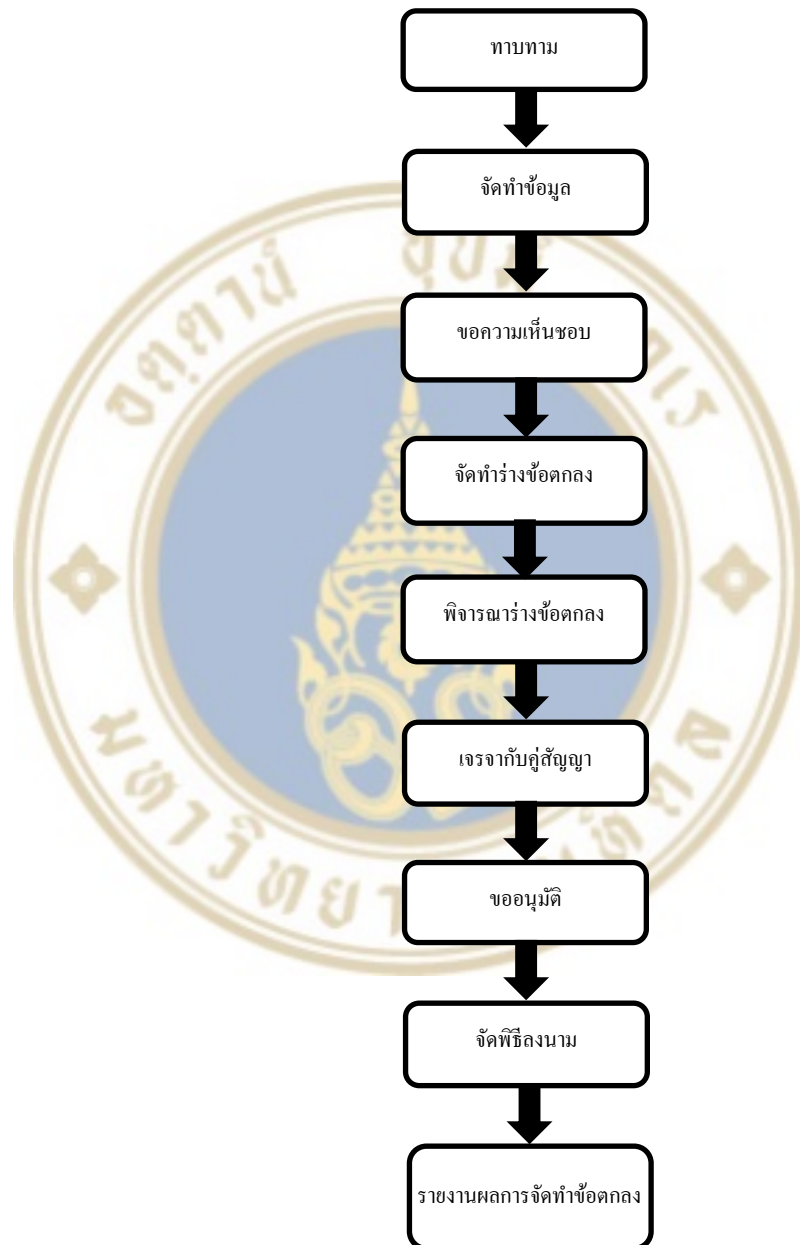 ทาบทาม
จัดทำข้อมูล
ขอความเห็นชอบ
จัดทำร่างข้อตกลง
พิจารณาร่างข้อตกลง
เจรจากับคู่สัญญา
ขออนุมัติ
จัดพิธีลงนาม
รายงานผลการจัดทำข้อตกลง
อตฺตานํ